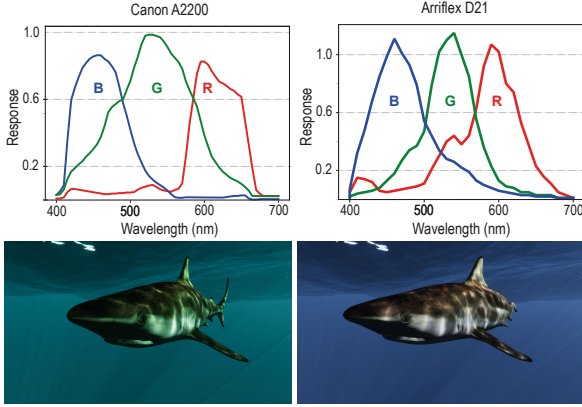 Canon A2200
1.0
0.6
0.2
Response
B
G
R
400
500
600
700
Wavelength (nm)
Arriflex D21
1.0
0.6
0.2
Response
B
G
R
400
500
600
700
Wavelength (nm)